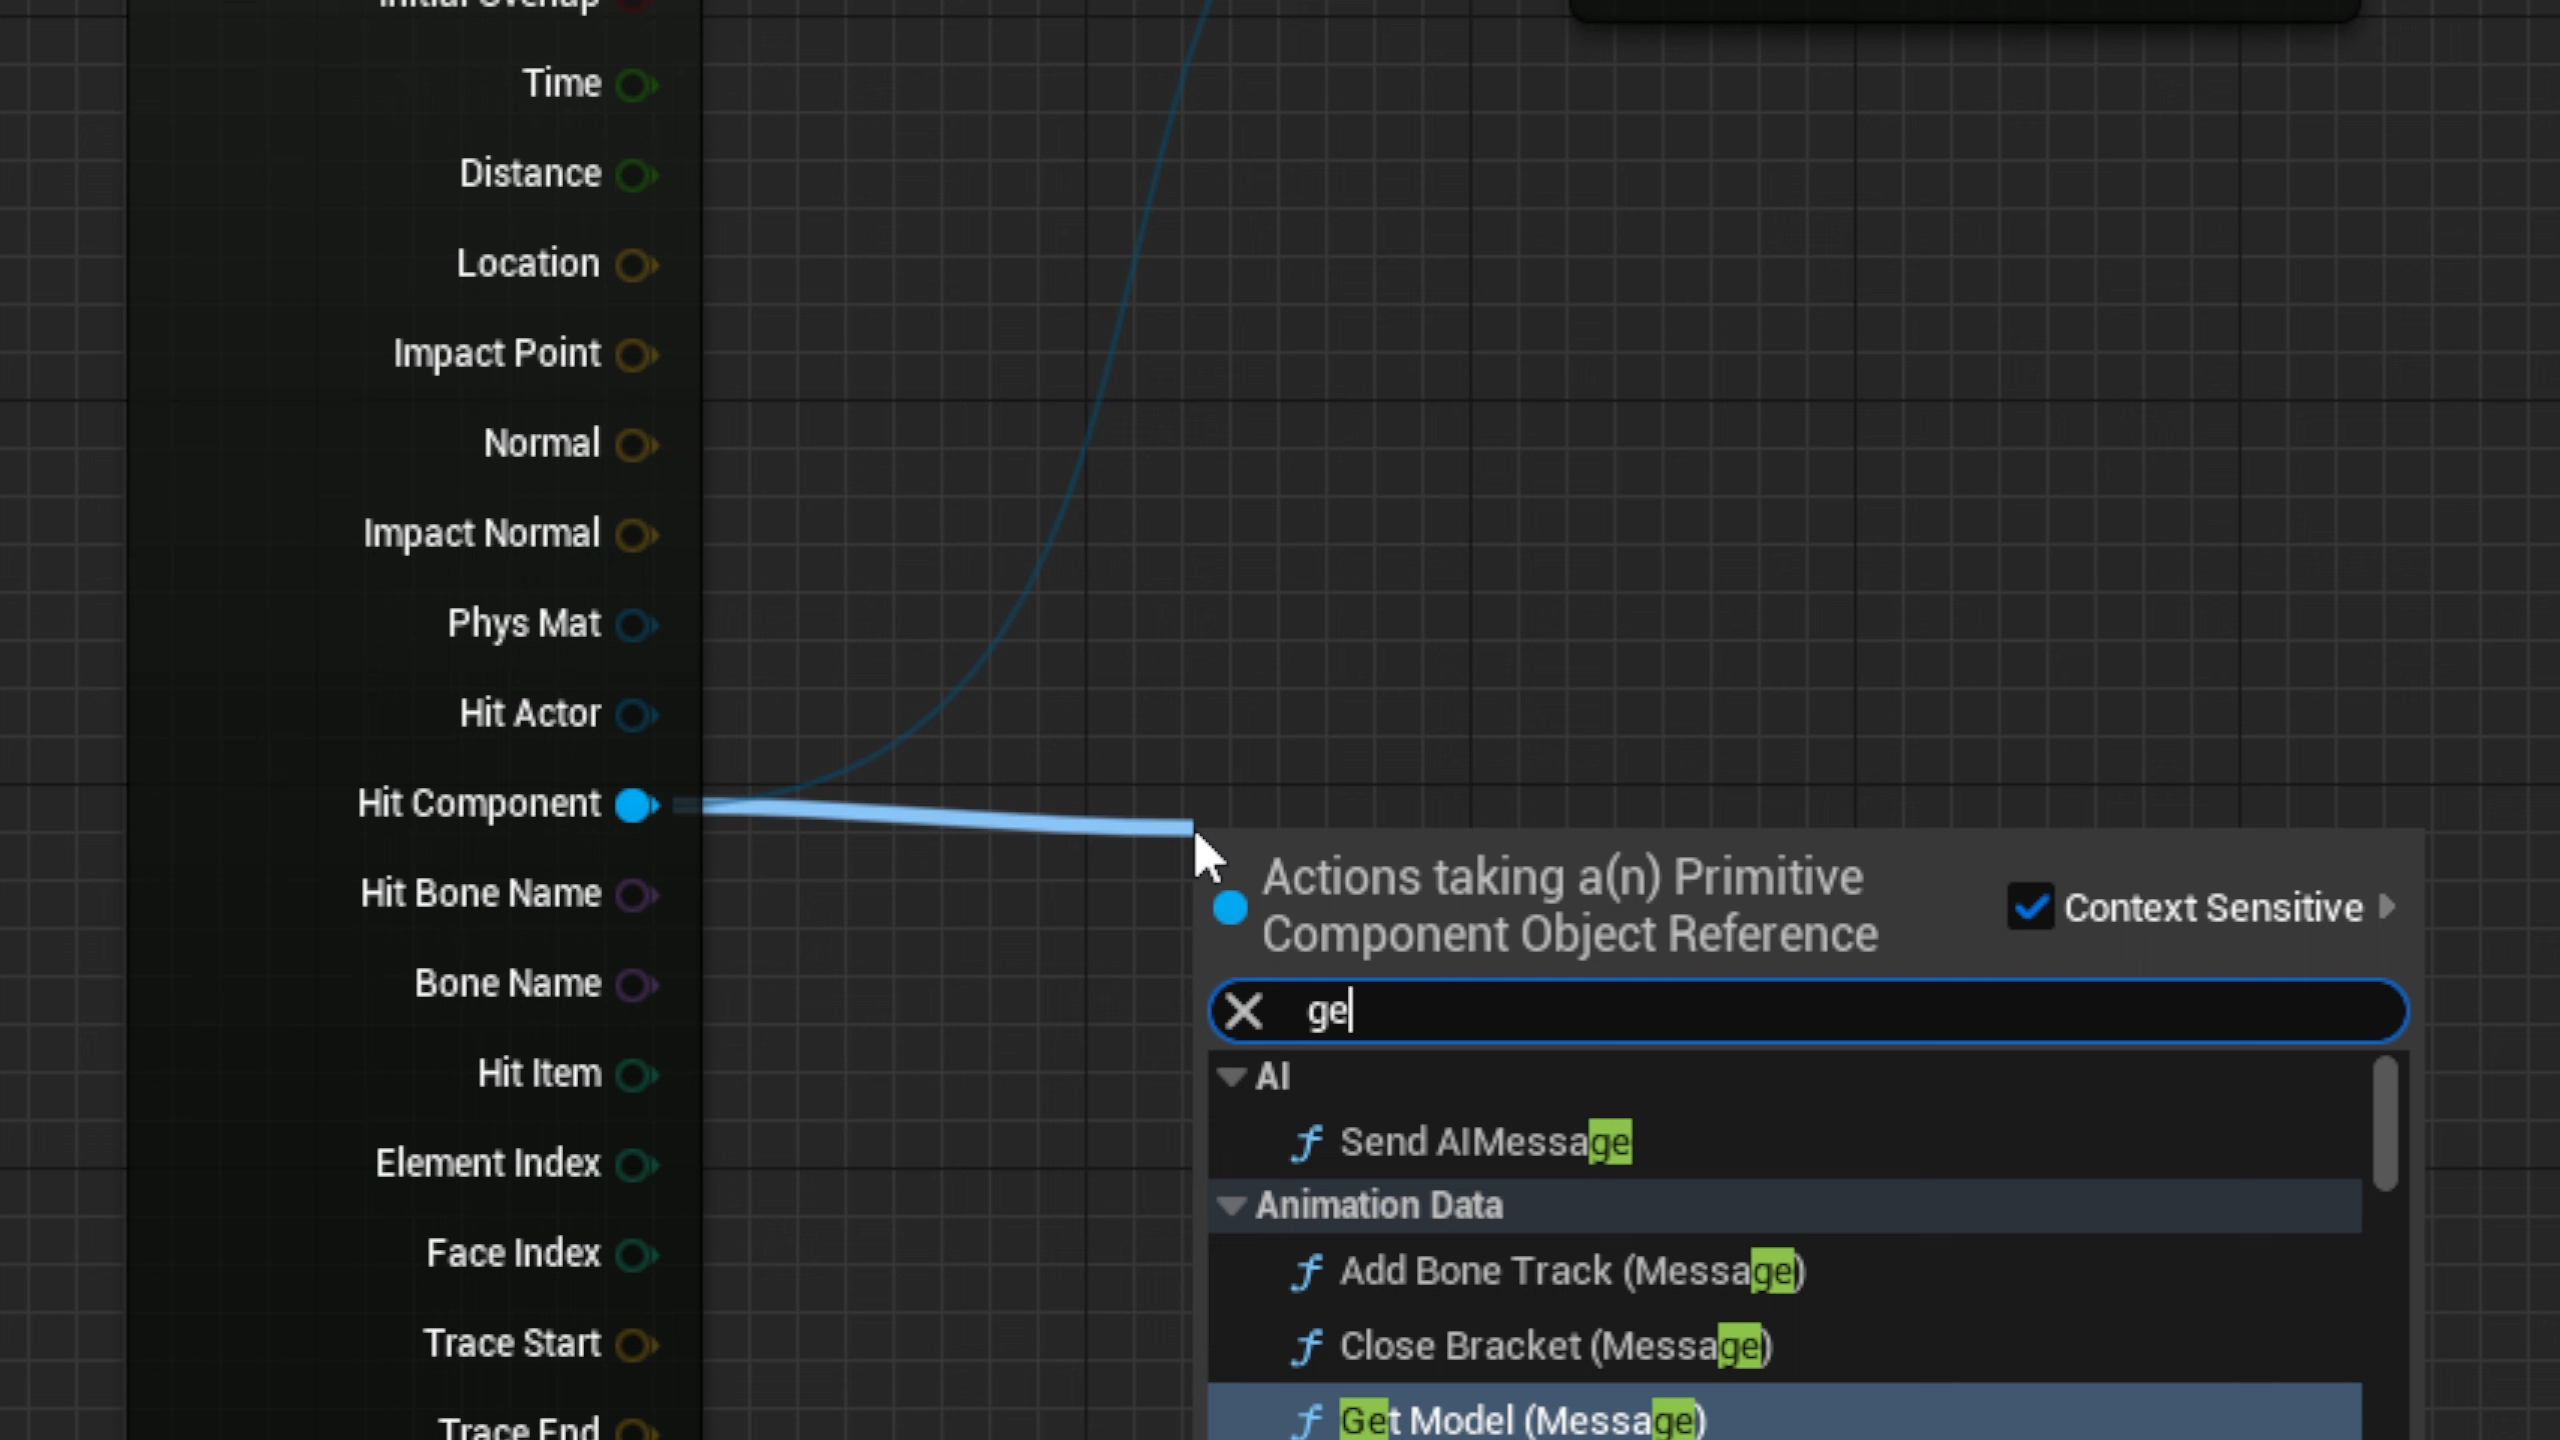 Initial Overlap
Time
Distance
Location
Impact Point
Normal
Impact Normal
Phys Mat
Hit Actor
Hit Component
Hit Bone Name
Bone Name
Hit Item
Element Index
Face Index
Trace Start
Trace End
Actions taking a(n) Primitive
Component Object Reference
Context Sensitive
ge
AI
Send AIMessage
Animation Data
Add Bone Track (Message)
Close Bracket (Message)
Get Model (Message)